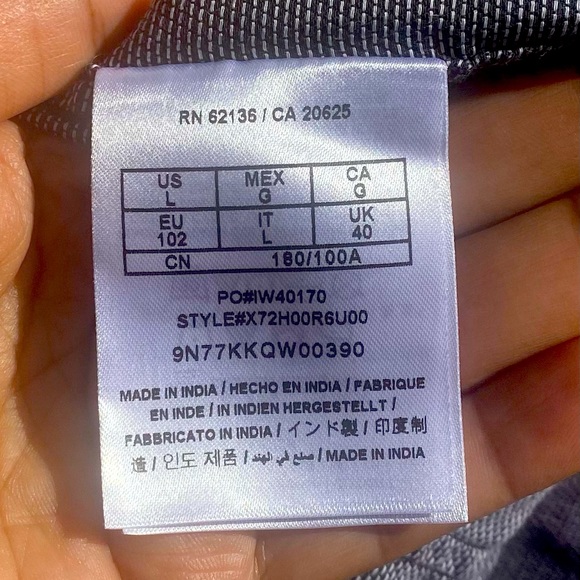 RN 62136 / CA 20625
US MEX CA
L G G
EU IT UK
102 L 40
CN 180/100A
PO#IW40170
STYLE#X72H00R6U00
9N77KKQW00390
MADE IN INDIA / HECHO EN INDIA / FABRIQUE
EN INDE / IN INDIEN HERGESTELLT /
FABBRICATO IN INDIA / インド製 / 印度制
造 / 인도 제품 / صنع في الهند / MADE IN INDIA